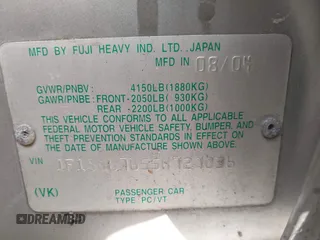 MFD BY FUJI HEAVY IND. LTD. JAPAN
MFD IN 08/04
GVWR/PNBV : 4150LB(1880KG)
GAWR/PNBE: FRONT-2050LB( 930KG)
REAR -2200LB(1000KG)
THIS VEHICLE CONFORMS TO ALL APPLICABLE
FEDERAL MOTOR VEHICLE SAFETY, BUMPER, AND
THEFT PREVENTION STANDARDS IN EFFECT ON THE
DATE OF MANUFACTURE SHOWN ABOVE.
VIN
(VK) PASSENGER CAR
TYPE PC/VT
DREAMBID